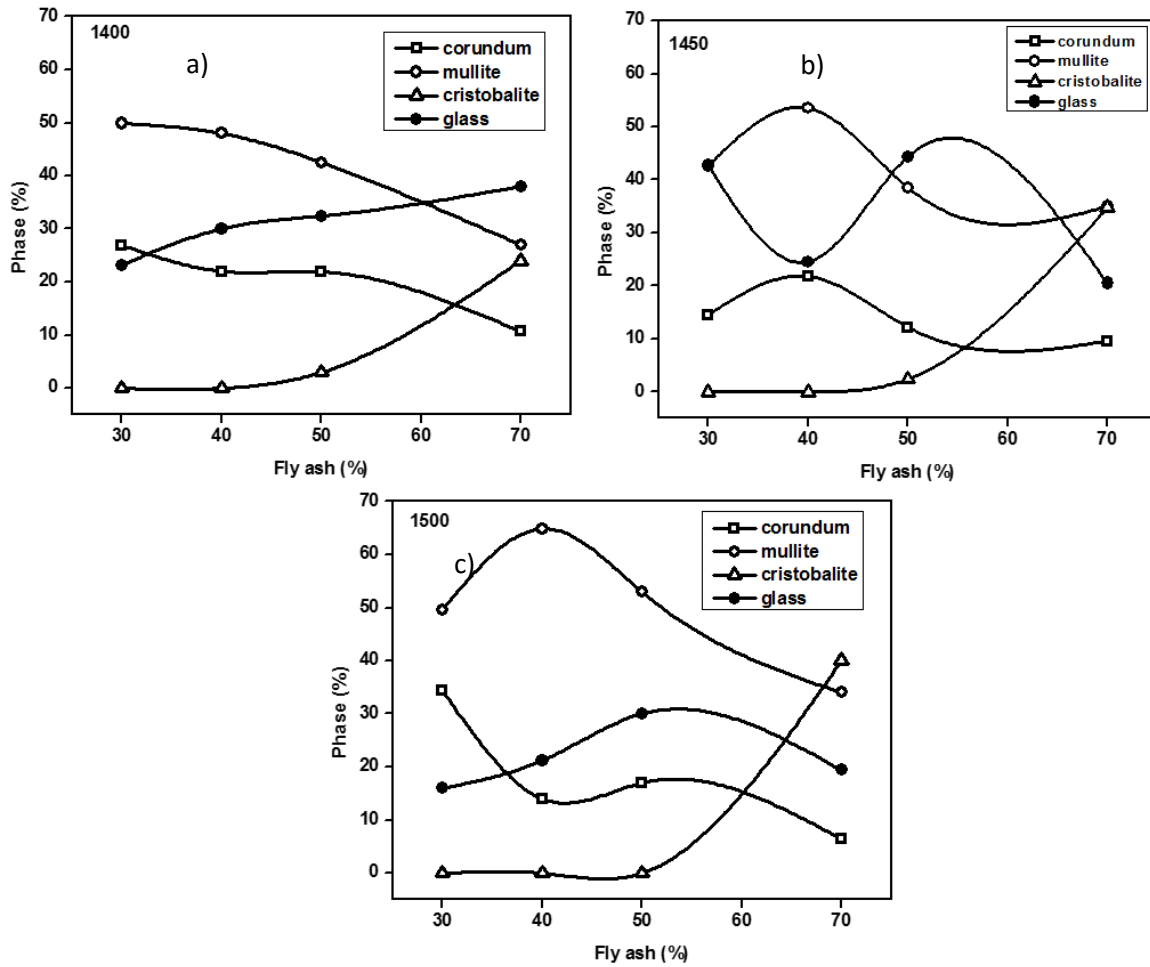 1400
a)
corundum
mullite
cristobalite
glass
70
60
50
40
30
20
10
0
Phase (%)
30 40 50 60 70
Fly ash (%)
1450
b)
corundum
mullite
cristobalite
glass
70
60
50
40
30
20
10
0
Phase (%)
30 40 50 60 70
Fly ash (%)
1500
c)
corundum
mullite
cristobalite
glass
70
60
50
40
30
20
10
0
Phase (%)
30 40 50 60 70
Fly ash (%)